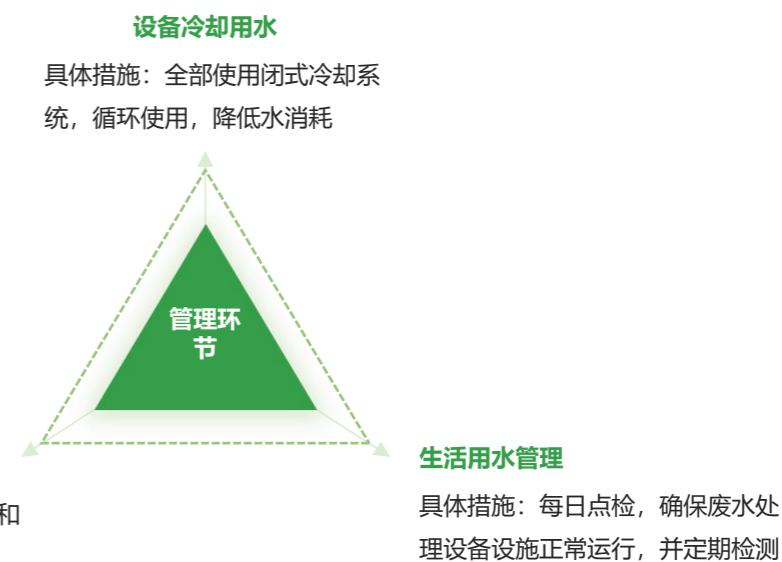 设备冷却用水
具体措施：全部使用闭式冷却系
统，循环使用，降低水消耗
管理环
节
生活用水管理
和
具体措施：每日点检，确保废水处
理设备设施正常运行，并定期检测